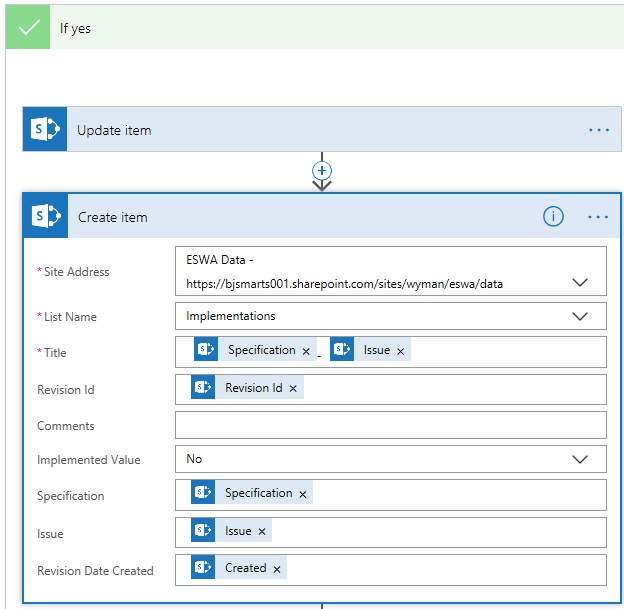 If yes
Update item
Create item
* Site Address
ESWA Data -
https://bjsmarts001.sharepoint.com/sites/wyman/eswa/data
* List Name
Implementations
* Title
Specification × _ Issue ×
Revision Id
Revision Id ×
Comments
Implemented Value
No
Specification
Specification ×
Issue
Issue ×
Revision Date Created
Created ×